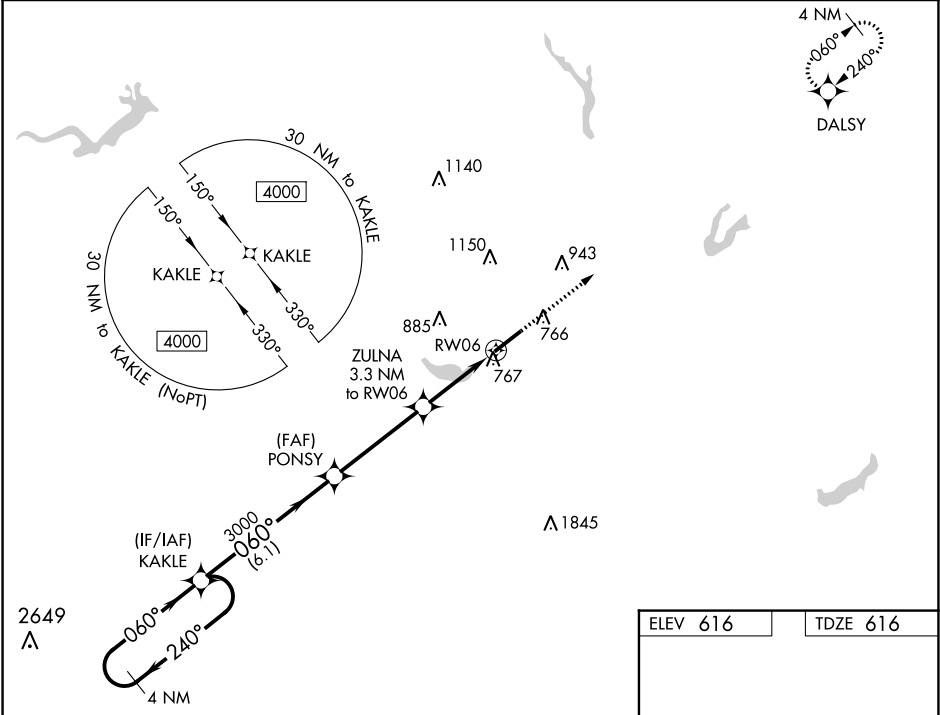 4 NM
060°
240°
DALSY
30 NM to KAKLE
150°
4000
KAKLE
330°
150°
KAKLE
4000
330°
30 NM to KAKLE (NoPT)
1140
1150
943
885
RW06
766
767
ZULNA
3.3 NM
to RW06
(FAF)
PONSY
3000
060°
(6.1)
(IF/IAF)
KAKLE
1845
2649
060°
240°
4 NM
ELEV 616
TDZE 616